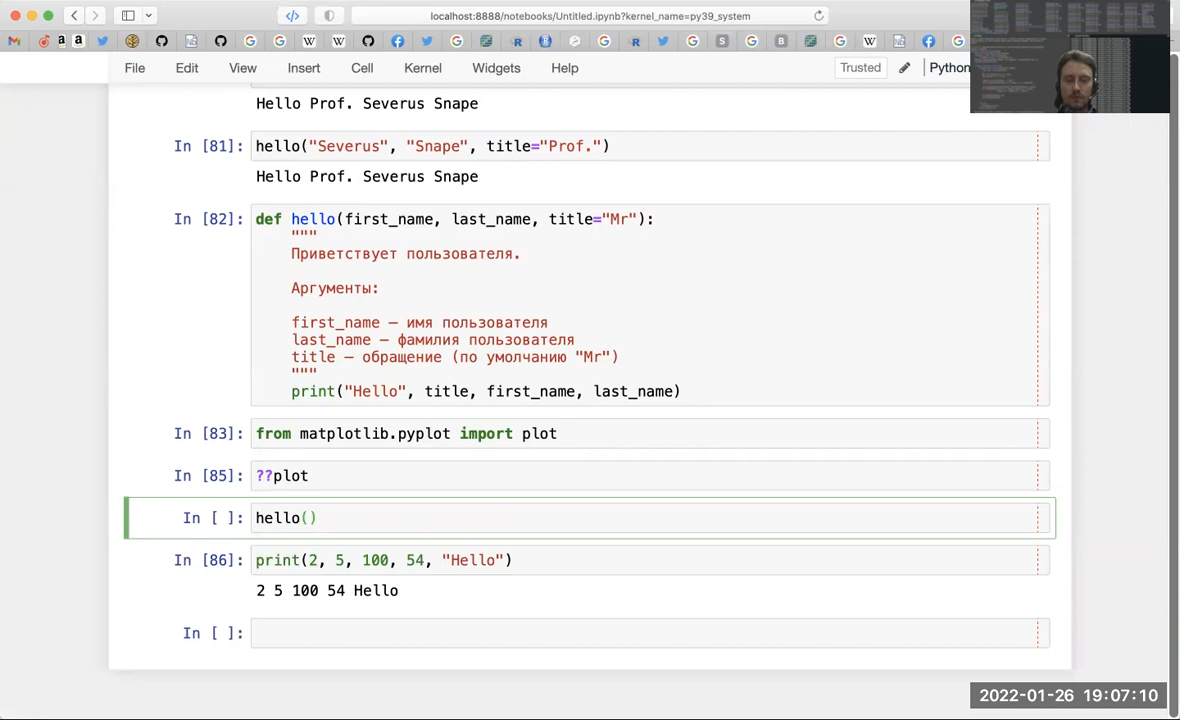 localhost:8888/notebooks/Untitled.ipynb?kernel_name=py39_system
File Edit View Insert Cell Kernel Widgets Help Trusted Python
Hello Prof. Severus Snape
In [81]: hello("Severus", "Snape", title="Prof.")
Hello Prof. Severus Snape
In [82]: def hello(first_name, last_name, title="Mr"):
"""
Приветствует пользователя.
Аргументы:
first_name — имя пользователя
last_name — фамилия пользователя
title — обращение (по умолчанию "Mr")
"""
print("Hello", title, first_name, last_name)
In [83]: from matplotlib.pyplot import plot
In [85]: ??plot
In [ ]: hello()
In [86]: print(2, 5, 100, 54, "Hello")
2 5 100 54 Hello
In [ ]:
2022-01-26 19:07:10